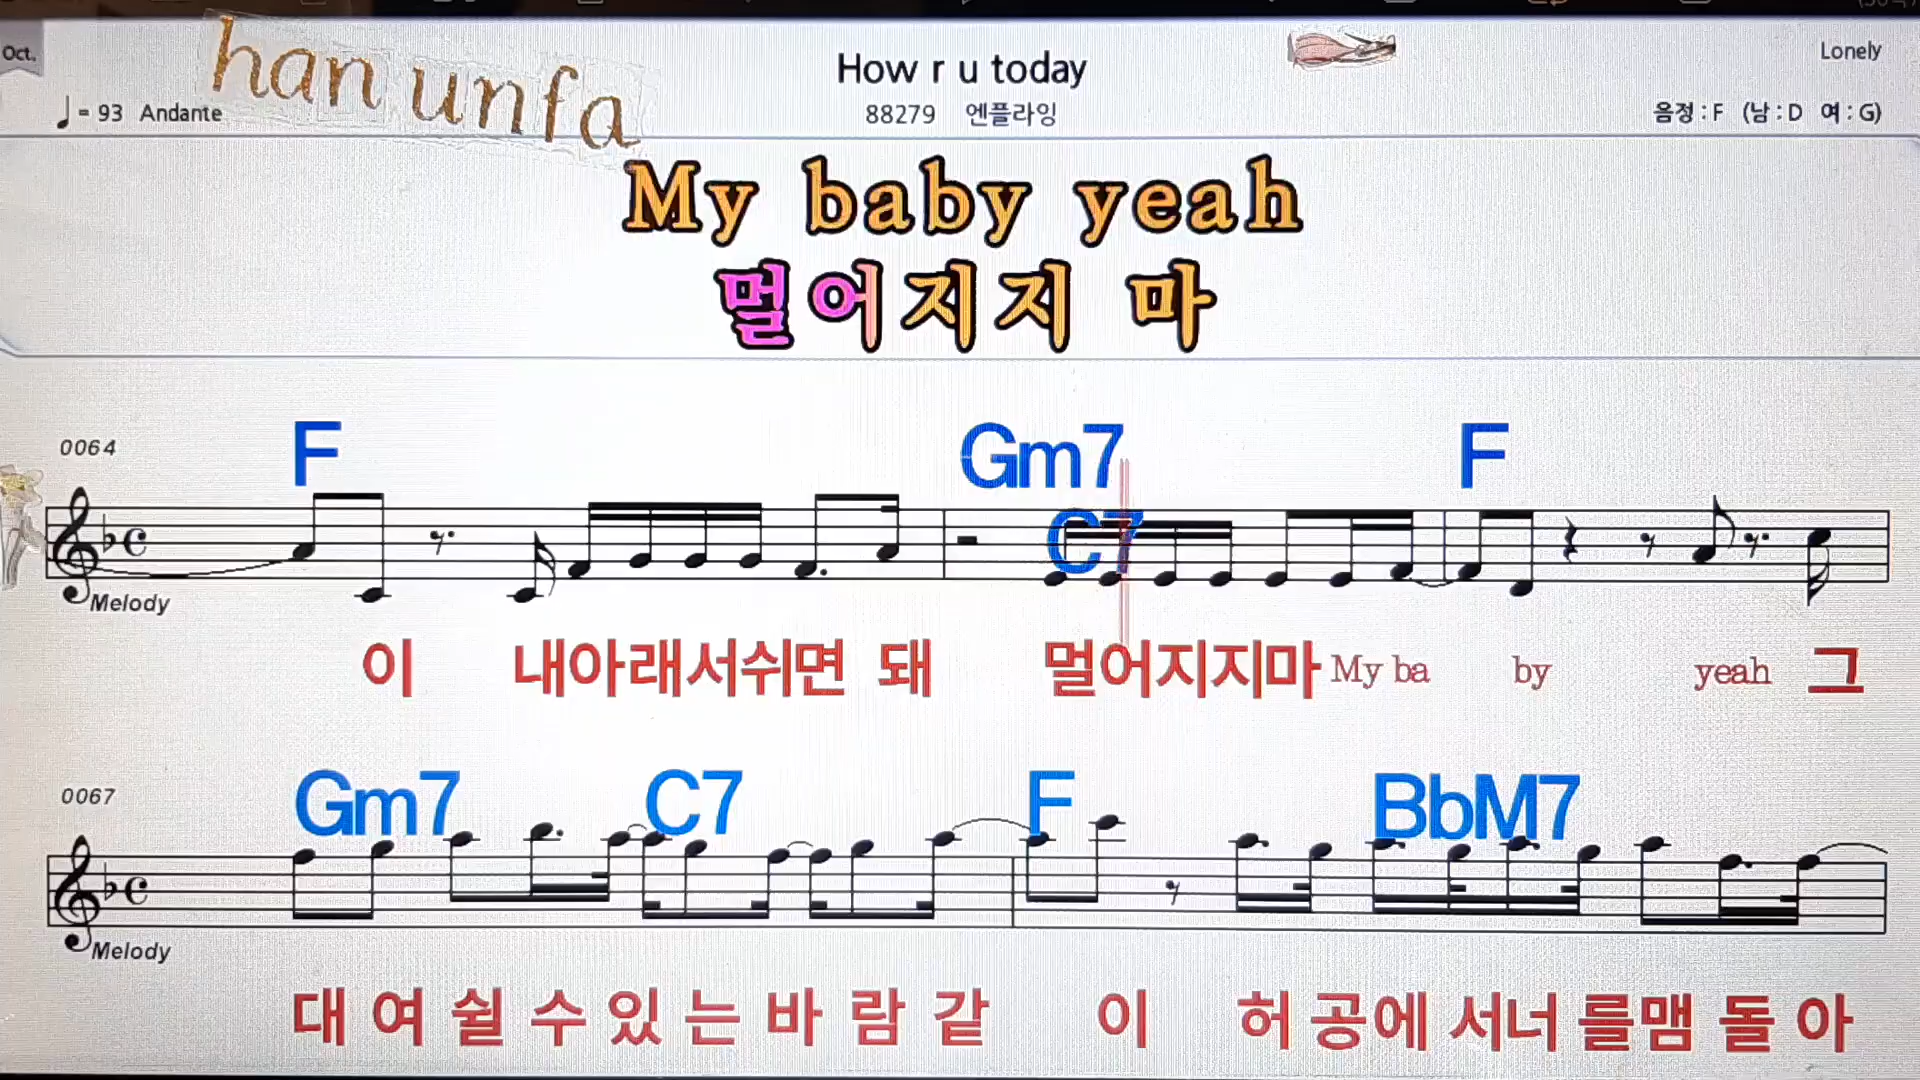 Oct.
han unfa
How r u today
Lonely
♩= 93 Andante
88279 엔플라잉
음정 : F (남 : D 여 : G)
My baby yeah
멀어지지 마
0064
F Gm7 F
C7
Melody
이 내아래서쉬면 돼 멀어지지마 My ba by yeah 그
0067
Gm7 C7 F BbM7
Melody
대 여 쉴 수 있 는 바 람 같 이 허 공에 서너 를맴 돌 아